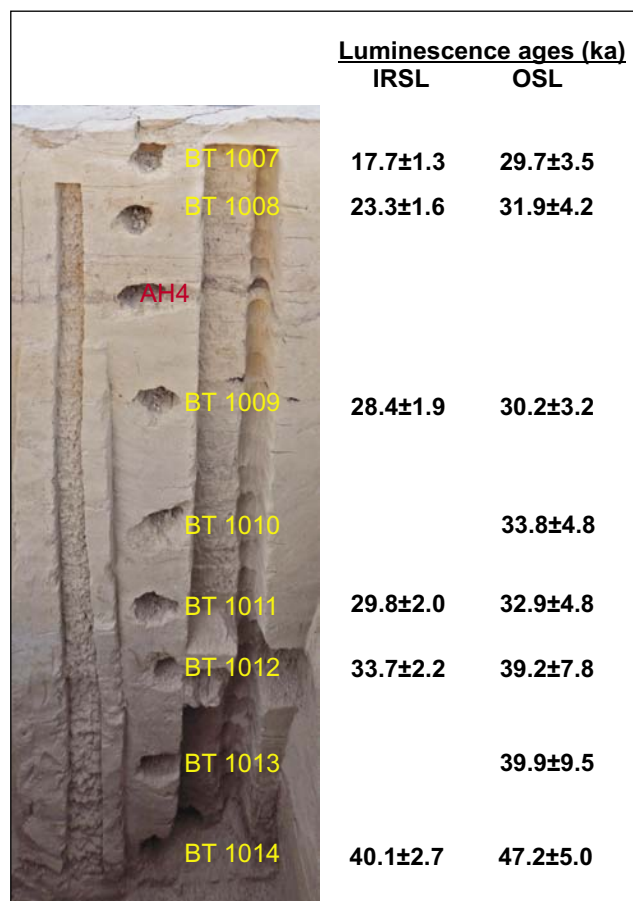 Luminescence ages (ka)
IRSL OSL
BT 1007 17.7±1.3 29.7±3.5
BT 1008 23.3±1.6 31.9±4.2
AH4
BT 1009 28.4±1.9 30.2±3.2
BT 1010 33.8±4.8
BT 1011 29.8±2.0 32.9±4.8
BT 1012 33.7±2.2 39.2±7.8
BT 1013 39.9±9.5
BT 1014 40.1±2.7 47.2±5.0